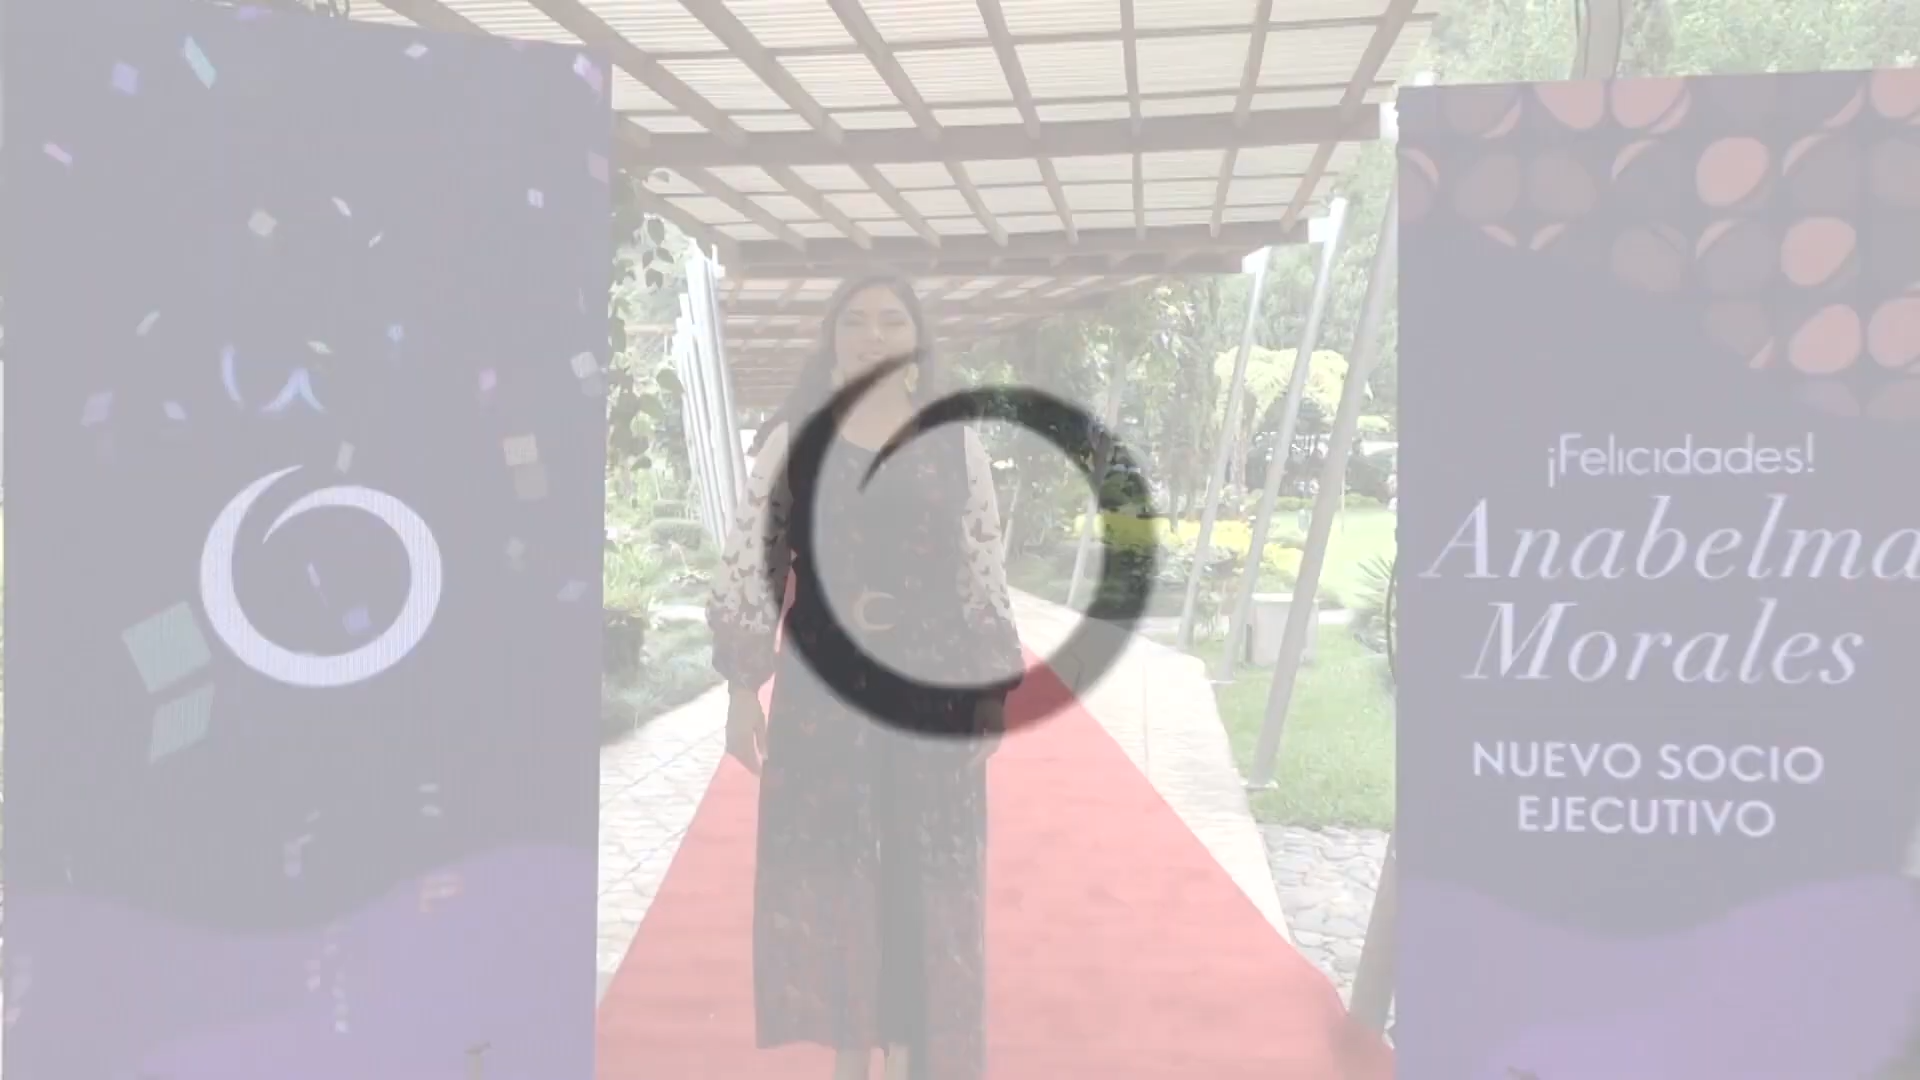 ¡Felicidades!
Anabelma
Morales
NUEVO SOCIO
EJECUTIVO